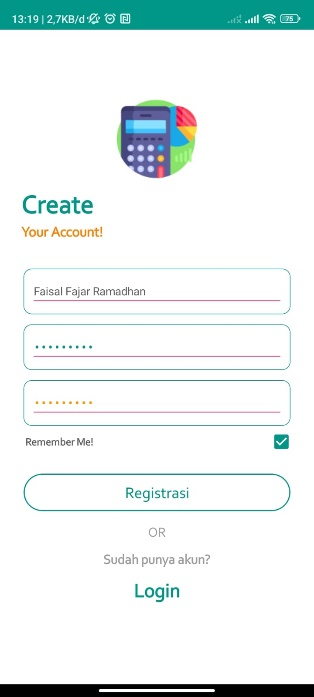 13:19 | 2,7KB/d
75
Create
Your Account!
Faisal Fajar Ramadhan
•••••••••
•••••••••
Remember Me!
Registrasi
OR
Sudah punya akun?
Login